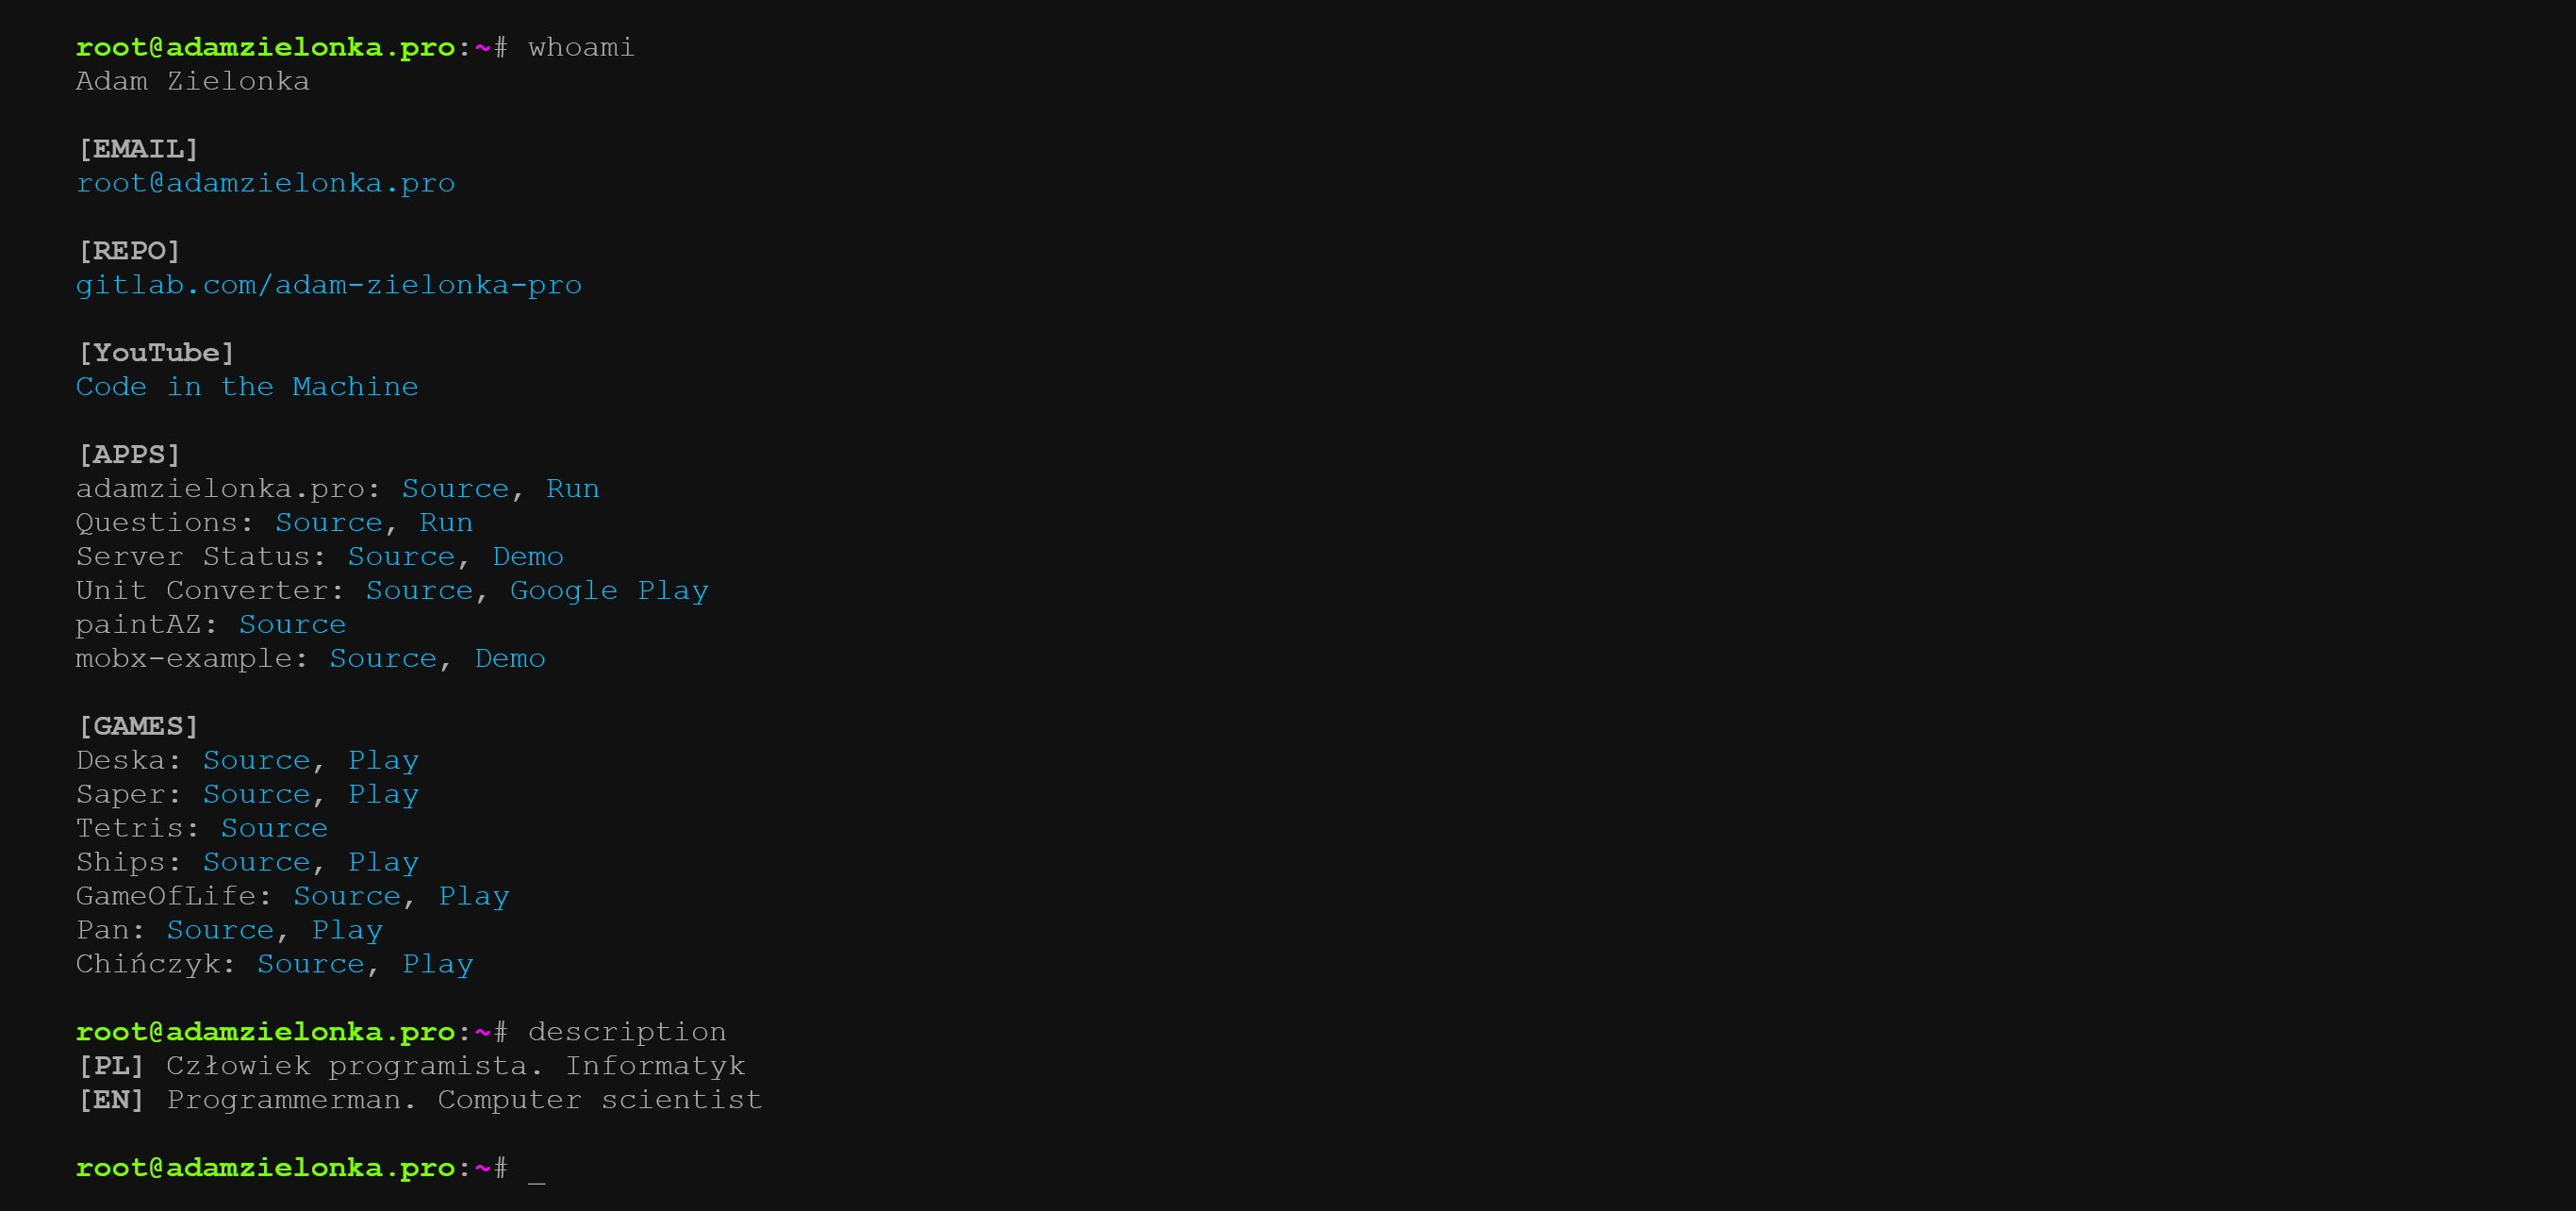 root@adamzielonka.pro:~# whoami
Adam Zielonka
[EMAIL]
root@adamzielonka.pro
[REPO]
gitlab.com/adam-zielonka-pro
[YouTube]
Code in the Machine
[APPS]
adamzielonka.pro: Source, Run
Questions: Source, Run
Server Status: Source, Demo
Unit Converter: Source, Google Play
paintAZ: Source
mobx-example: Source, Demo
[GAMES]
Deska: Source, Play
Saper: Source, Play
Tetris: Source
Ships: Source, Play
GameOfLife: Source, Play
Pan: Source, Play
Chińczyk: Source, Play
root@adamzielonka.pro:~# description
[PL] Człowiek programista. Informatyk
[EN] Programmerman. Computer scientist
root@adamzielonka.pro:~# _